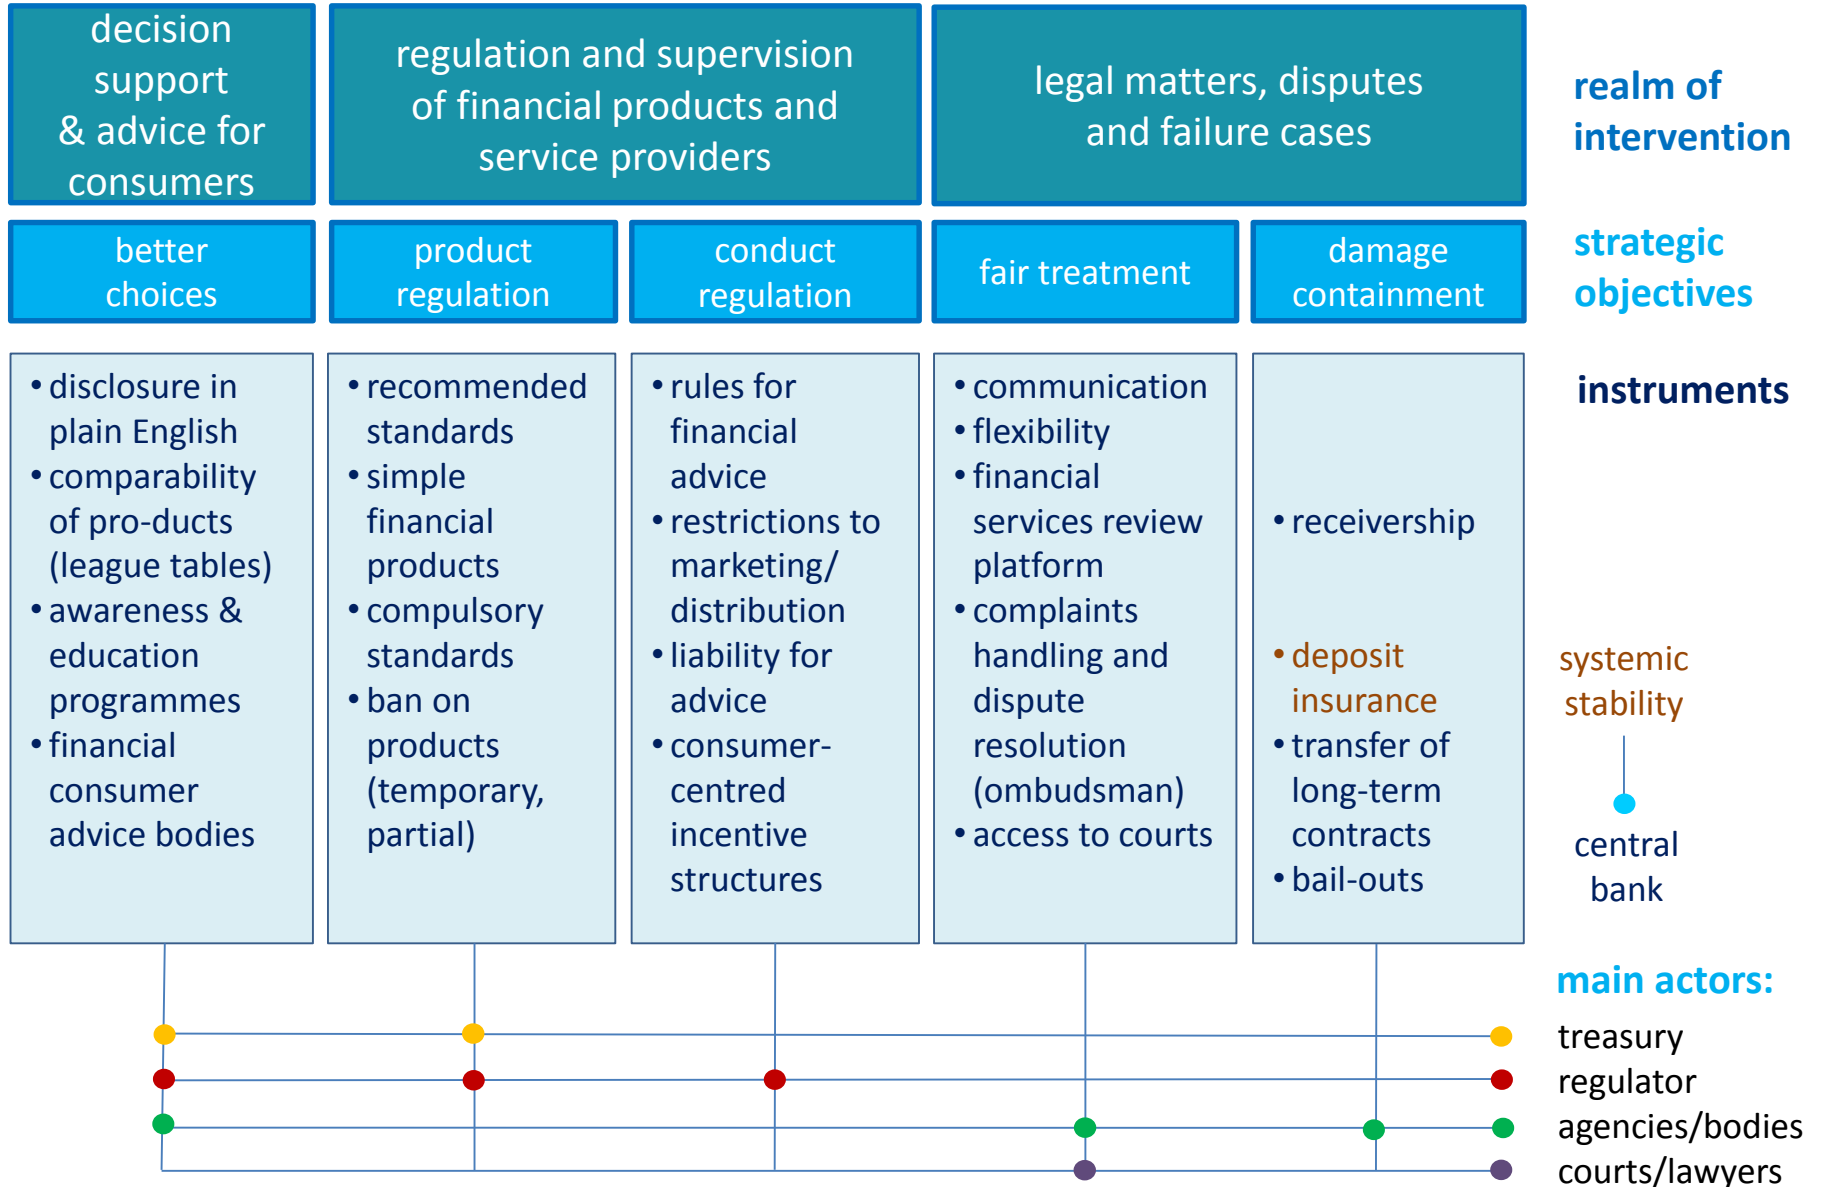 decision
support
& advice for
consumers
regulation and supervision
of financial products and
service providers
legal matters, disputes
and failure cases
realm of
intervention
better
choices
product
regulation
conduct
regulation
fair treatment
damage
containment
strategic
objectives
• disclosure in
plain English
• comparability
of pro-ducts
(league tables)
• awareness &
education
programmes
• financial
consumer
advice bodies
• recommended
standards
• simple
financial
products
• compulsory
standards
• ban on
products
(temporary,
partial)
• rules for
financial
advice
• restrictions to
marketing/
distribution
• liability for
advice
• consumer-
centred
incentive
structures
• communication
• flexibility
• financial
services review
platform
• complaints
handling and
dispute
resolution
(ombudsman)
• access to courts
• receivership
• deposit
insurance
• transfer of
long-term
contracts
• bail-outs
instruments
systemic
stability
central
bank
main actors:
treasury
regulator
agencies/bodies
courts/lawyers